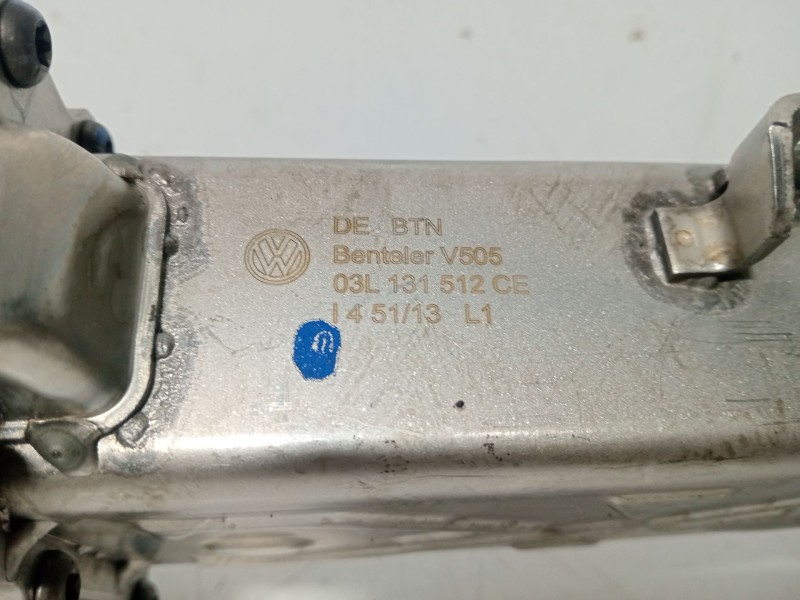 DE. BTN
Benteler V505
03L 131 512 CE
I 4 51/13 L1